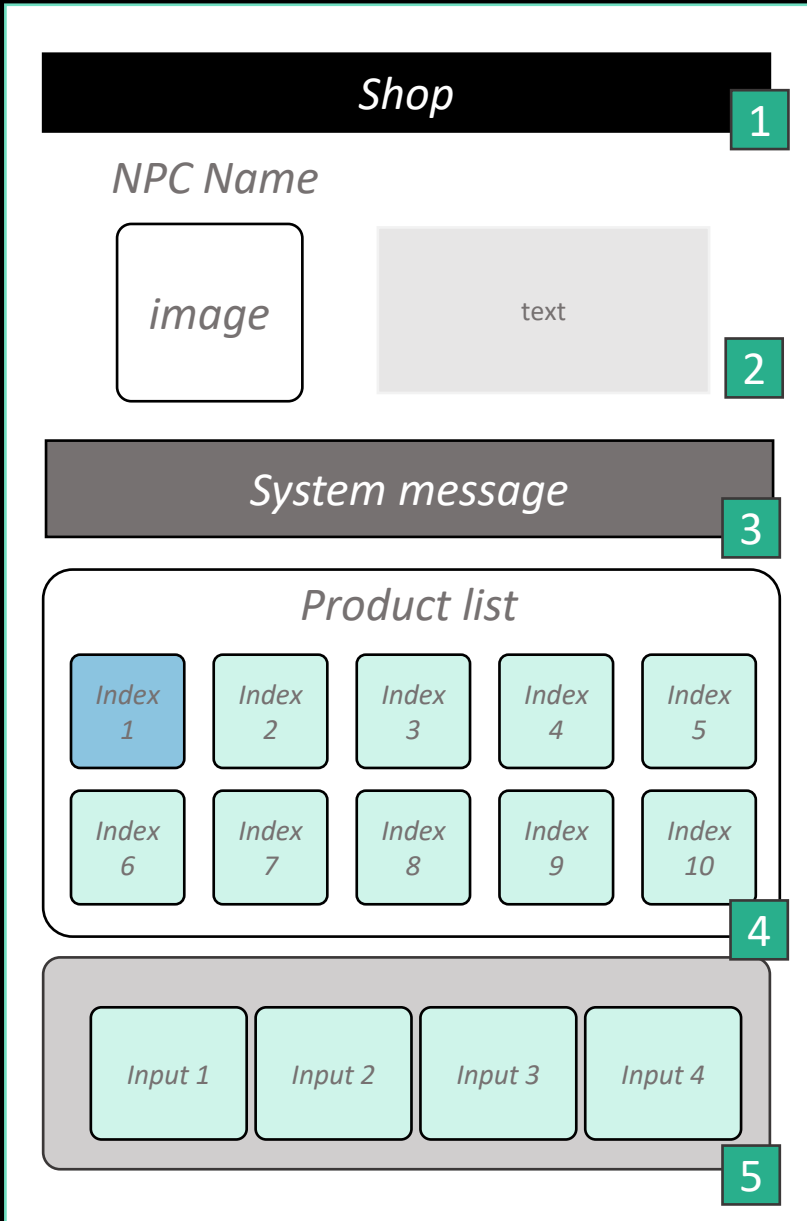 Shop
1
NPC Name
image
text
2
System message
3
Product list
Index
1
Index
2
Index
3
Index
4
Index
5
Index
6
Index
7
Index
8
Index
9
Index
10
4
Input 1
Input 2
Input 3
Input 4
5